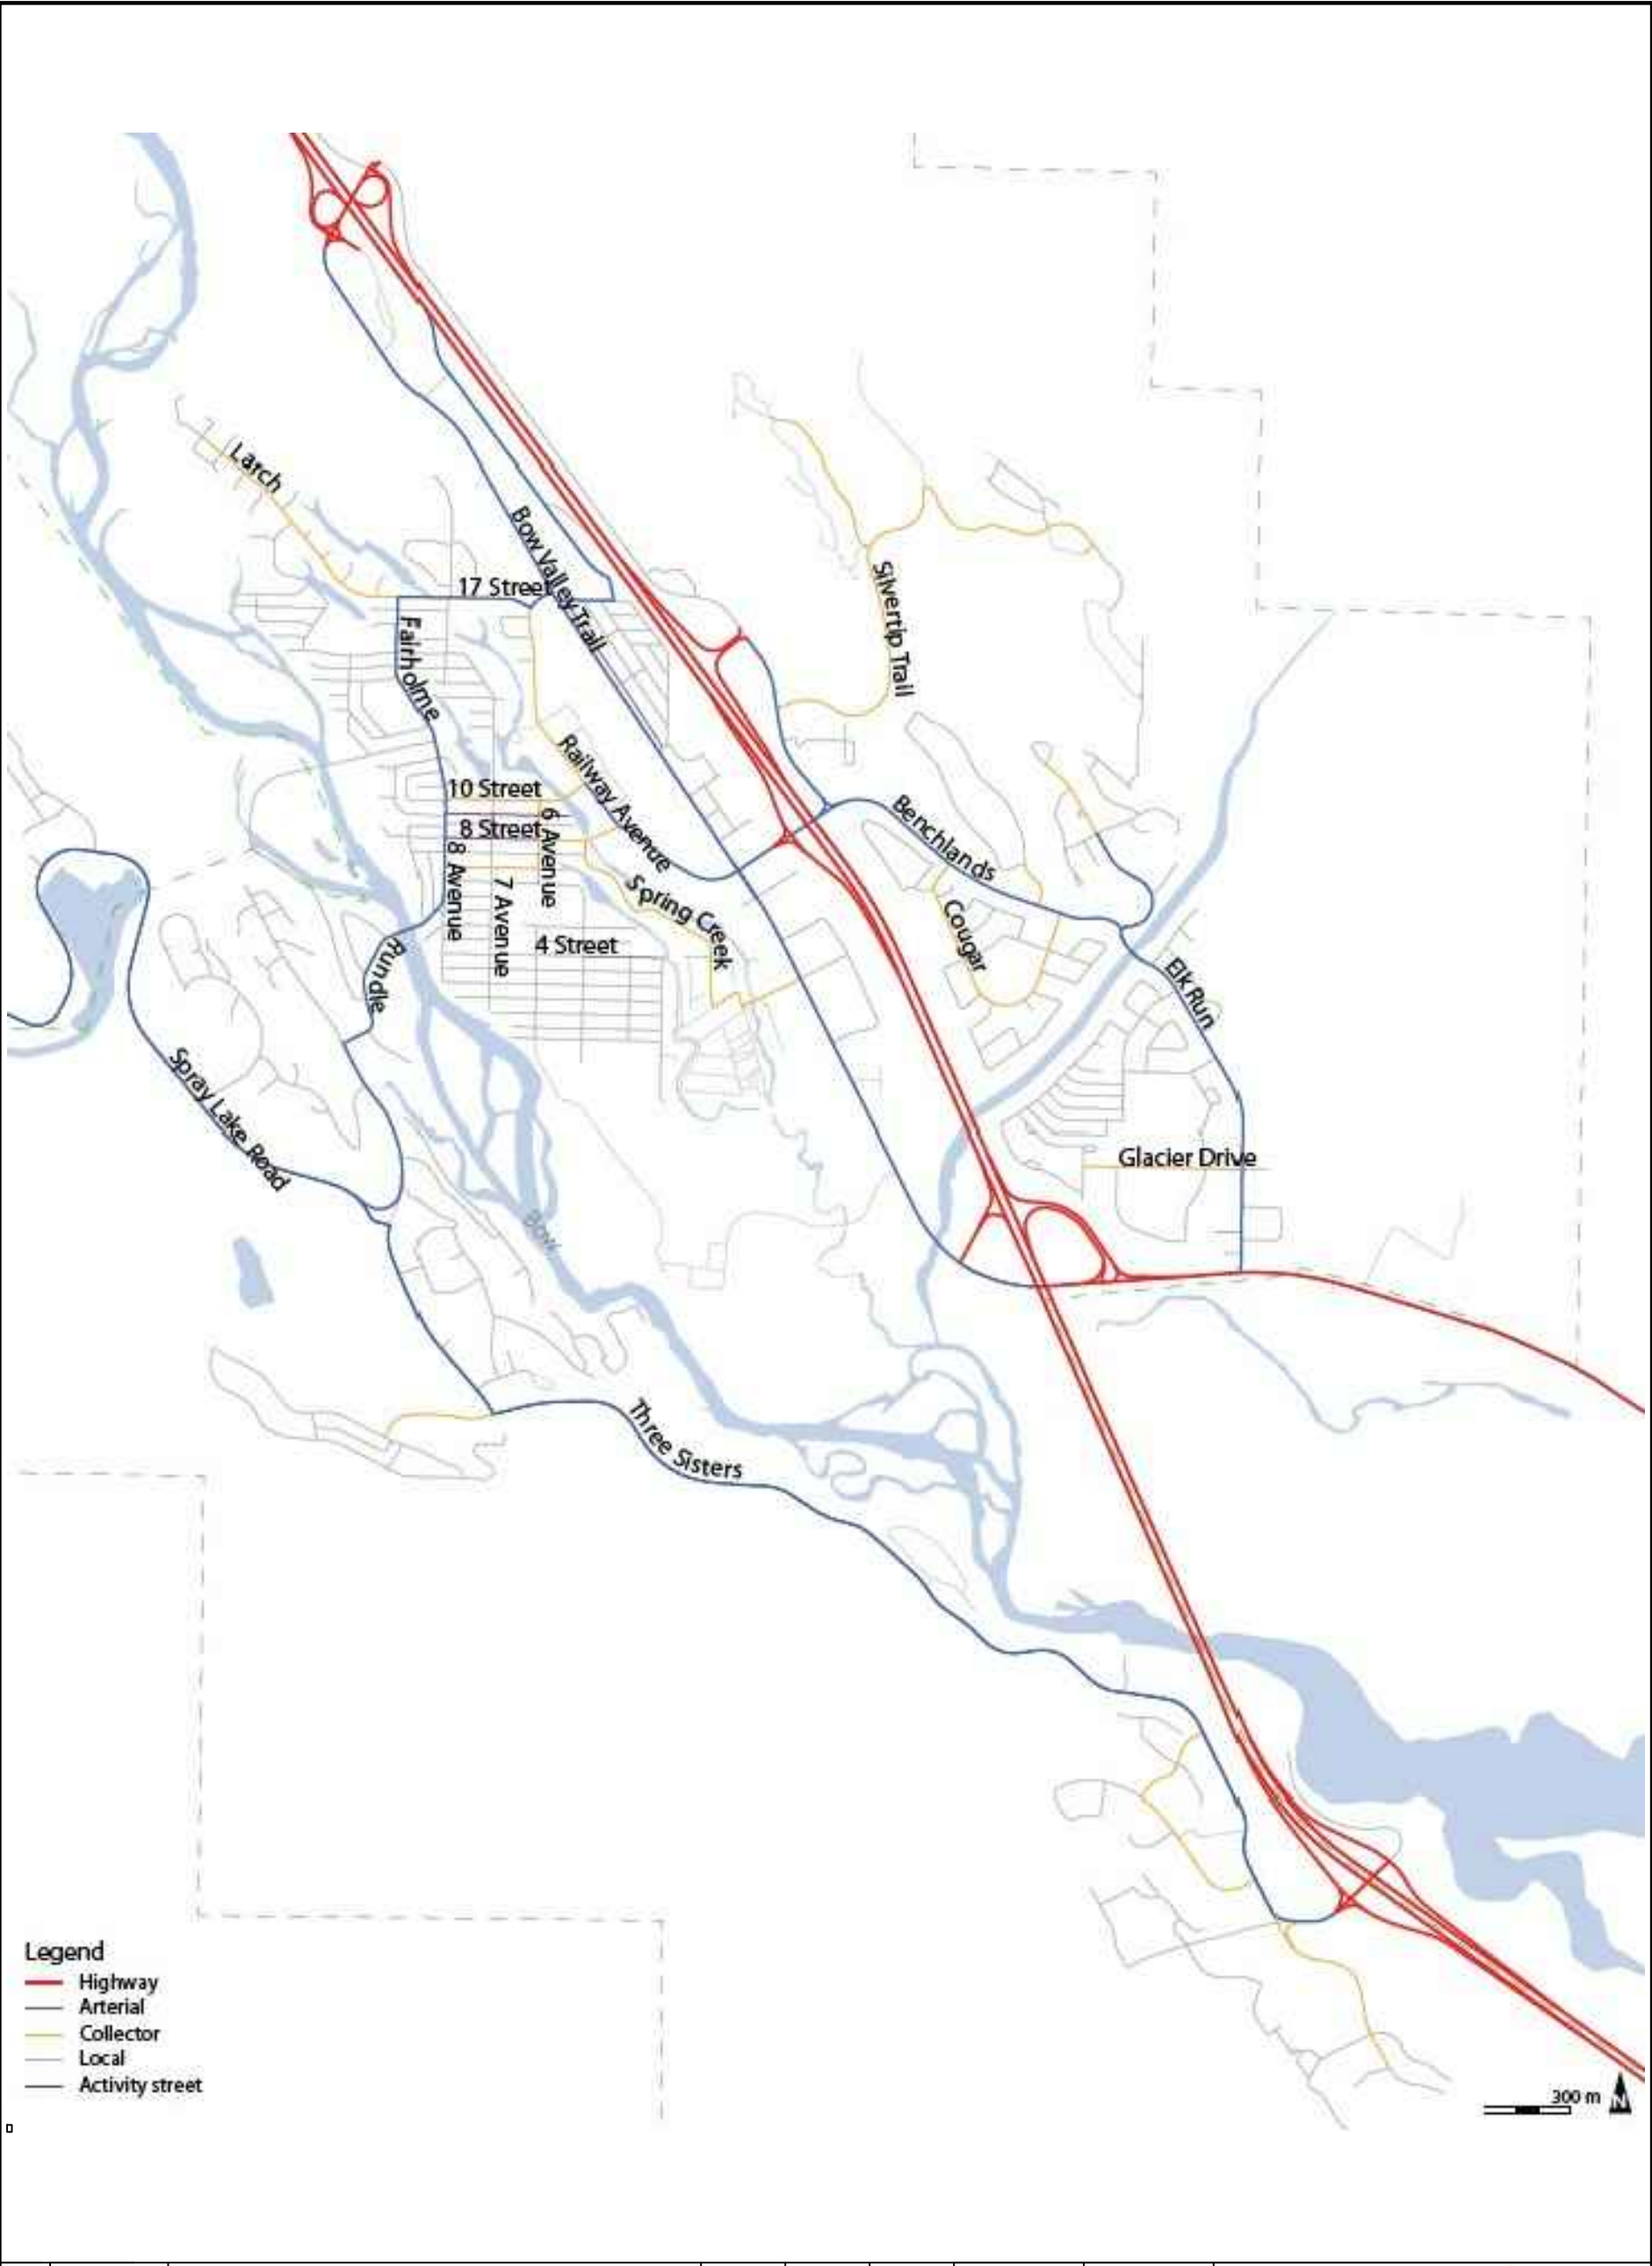 Larch
Bow Valley Trail
17 Street
Fairholme
Silvertip Trail
Railway Avenue
10 Street
8 Street
6 Avenue
8 Avenue
7 Avenue
Spring Creek
4 Street
Benchlands
Cougar
Rundle
Elk Run
Spray Lake Road
Glacier Drive
Bow
Three Sisters
Legend
Highway
Arterial
Collector
Local
Activity street
300 m
N